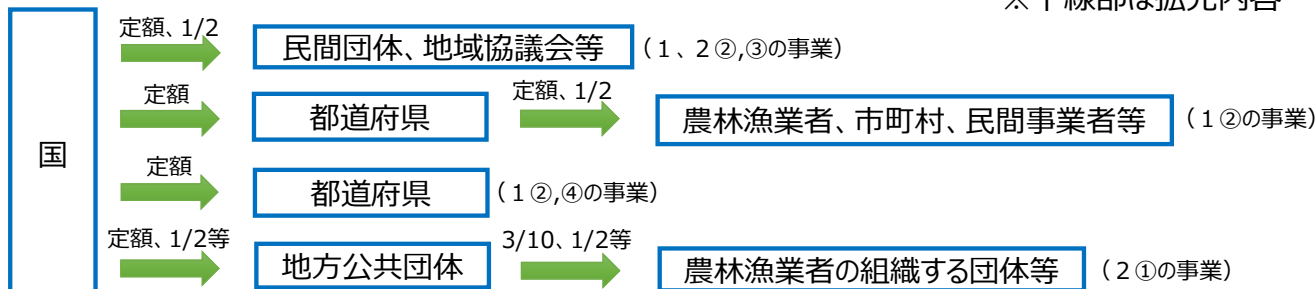 ※下線部は拡充内容
国
定額、1/2
民間団体、地域協議会等
（１、２②,③の事業）
定額
都道府県
定額、1/2
農林漁業者、市町村、民間事業者等
（１②の事業）
定額
都道府県
（１②,④の事業）
定額、1/2等
地方公共団体
3/10、1/2等
農林漁業者の組織する団体等
（２①の事業）